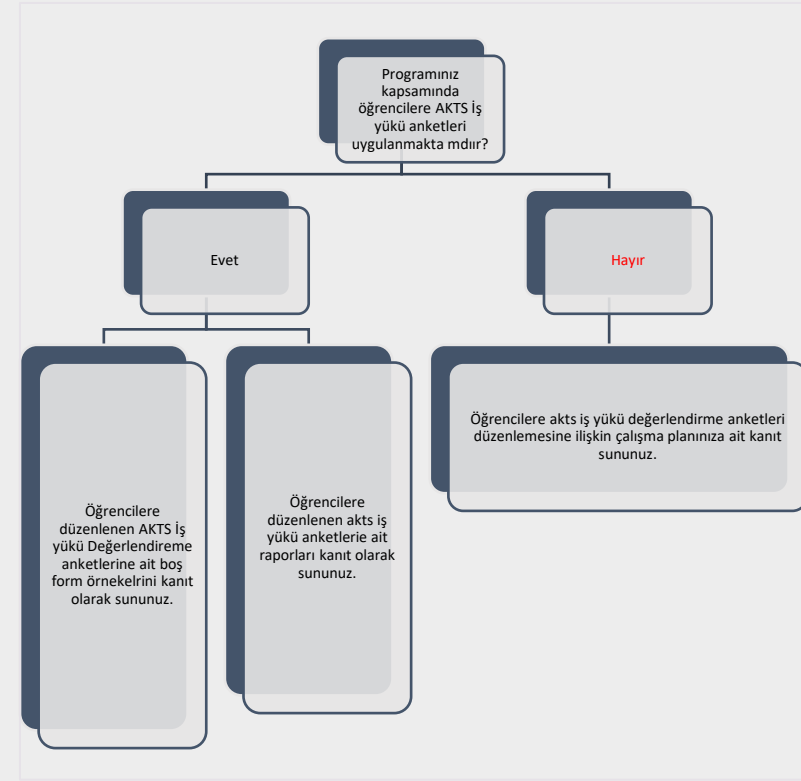 Programınız
kapsamında
öğrencilere AKTS İş
yükü anketleri
uygulanmakta mdıır?
Evet
Hayır
Öğrencilere
düzenlenen AKTS İş
yükü Değerlendireme
anketlerine ait boş
form örnekelrini kanıt
olarak sununuz.
Öğrencilere
düzenlenen akts iş
yükü anketlerie ait
raporları kanıt olarak
sununuz.
Öğrencilere akts iş yükü değerlendirme anketleri
düzenlemesine ilişkin çalışma planınıza ait kanıt
sununuz.